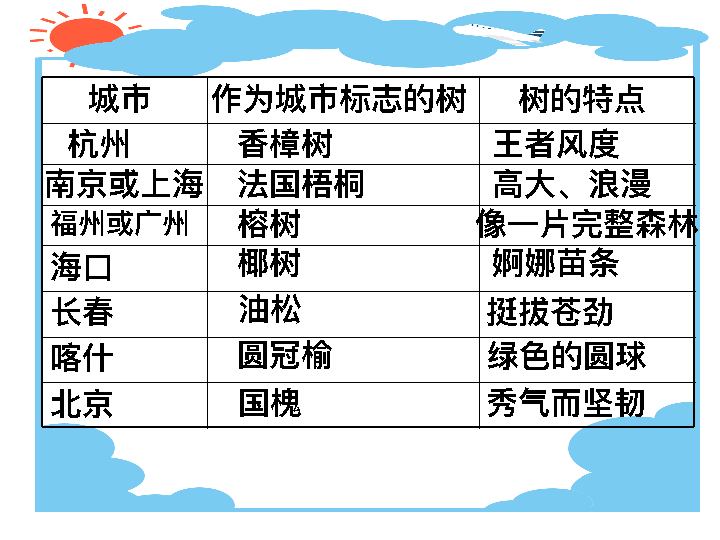 城市 作为城市标志的树 树的特点
杭州 香樟树 王者风度
南京或上海 法国梧桐 高大、浪漫
福州或广州 榕树 像一片完整森林
海口 椰树 婀娜苗条
长春 油松 挺拔苍劲
喀什 圆冠榆 绿色的圆球
北京 国槐 秀气而坚韧